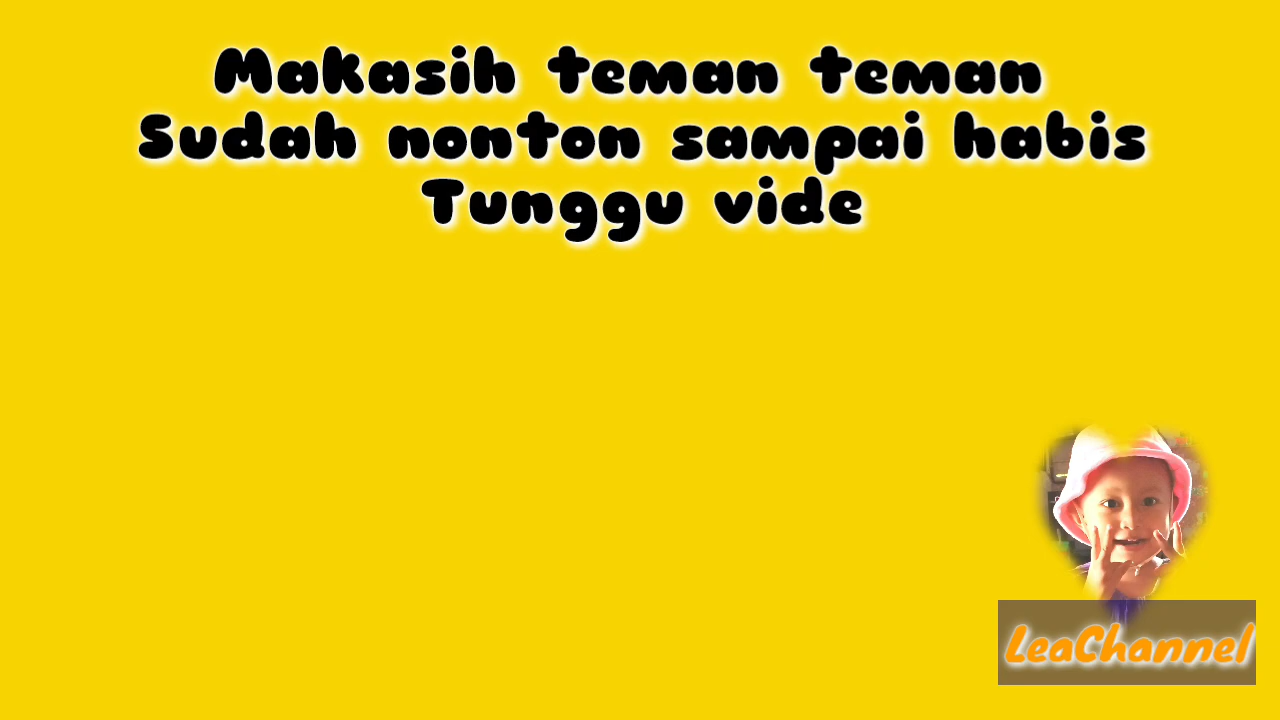 Makasih teman teman
Sudah nonton sampai habis
Tunggu vide
LeaChannel